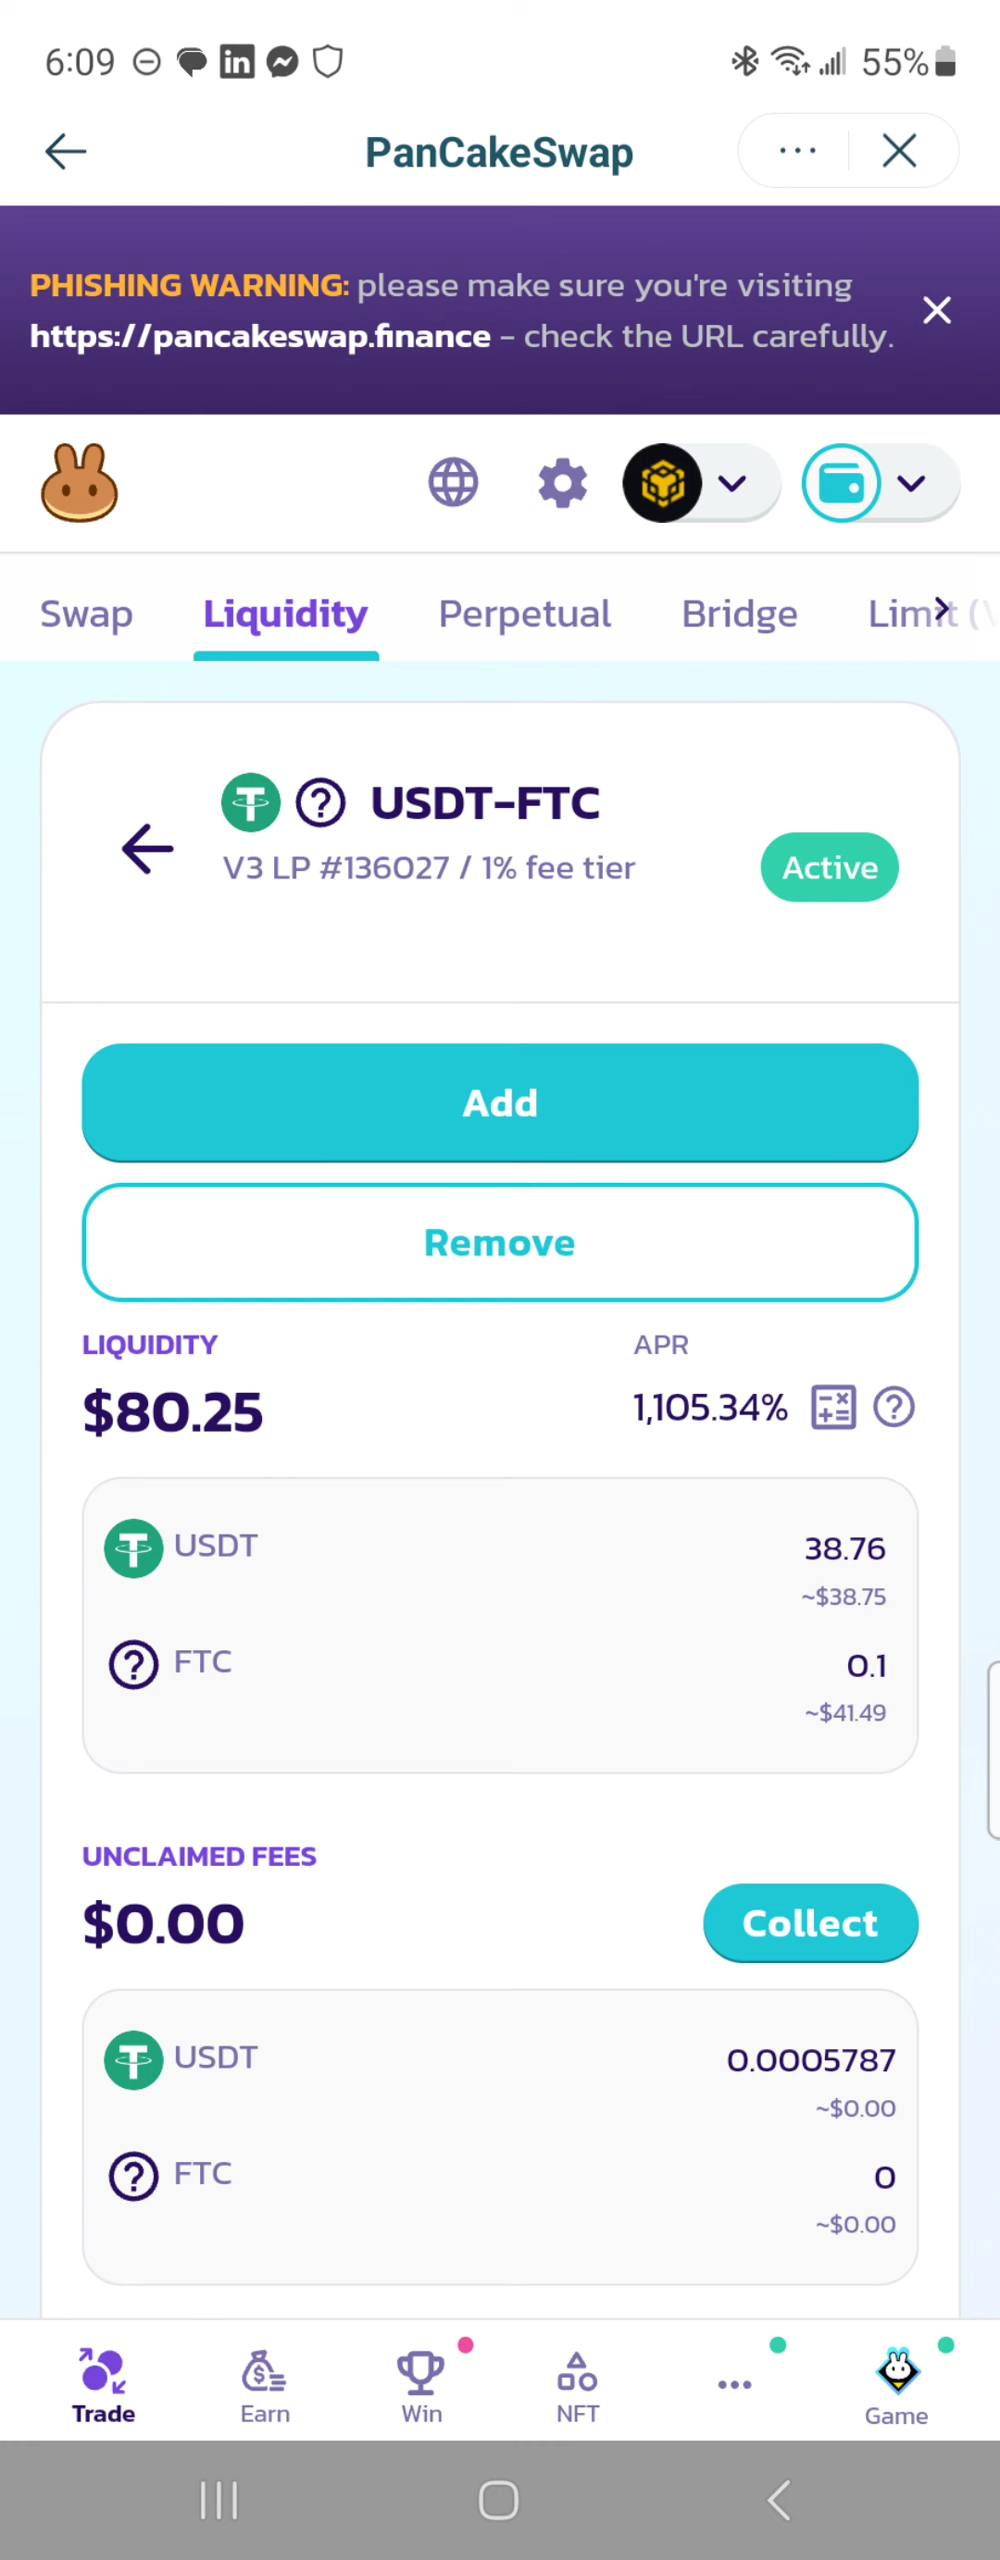 6:09
55%
PanCakeSwap
PHISHING WARNING: please make sure you're visiting
https://pancakeswap.finance - check the URL carefully.
Swap
Liquidity
Perpetual
Bridge
Limit (V
USDT-FTC
V3 LP #136027 / 1% fee tier
Active
Add
Remove
LIQUIDITY
APR
$80.25
1,105.34%
USDT
38.76
~$38.75
FTC
0.1
~$41.49
UNCLAIMED FEES
$0.00
Collect
USDT
0.0005787
~$0.00
FTC
0
~$0.00
Trade
Earn
Win
NFT
Game